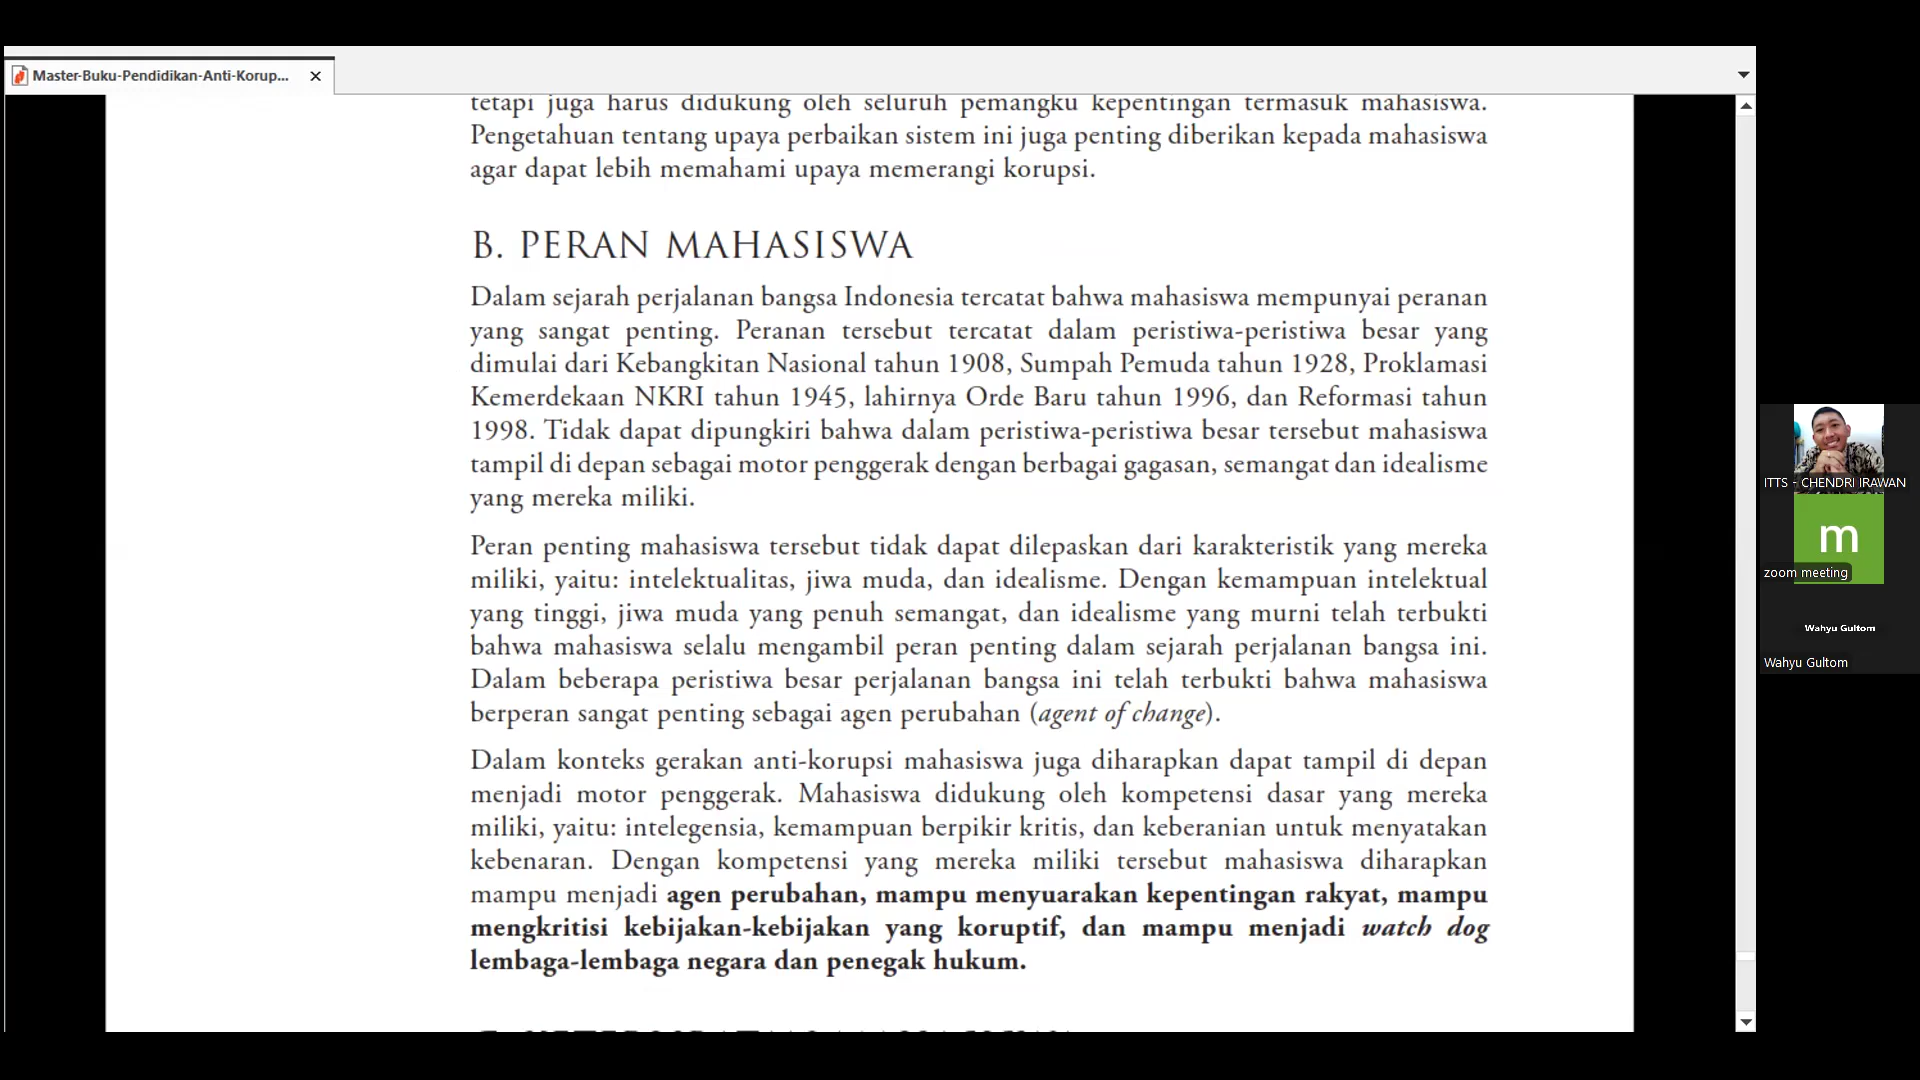 Master-Buku-Pendidikan-Anti-Korup...
tetapi juga harus didukung oleh seluruh pemangku kepentingan termasuk mahasiswa.
Pengetahuan tentang upaya perbaikan sistem ini juga penting diberikan kepada mahasiswa
agar dapat lebih memahami upaya memerangi korupsi.
B. PERAN MAHASISWA
Dalam sejarah perjalanan bangsa Indonesia tercatat bahwa mahasiswa mempunyai peranan
yang sangat penting. Peranan tersebut tercatat dalam peristiwa-peristiwa besar yang
dimulai dari Kebangkitan Nasional tahun 1908, Sumpah Pemuda tahun 1928, Proklamasi
Kemerdekaan NKRI tahun 1945, lahirnya Orde Baru tahun 1996, dan Reformasi tahun
1998. Tidak dapat dipungkiri bahwa dalam peristiwa-peristiwa besar tersebut mahasiswa
tampil di depan sebagai motor penggerak dengan berbagai gagasan, semangat dan idealisme
yang mereka miliki.
Peran penting mahasiswa tersebut tidak dapat dilepaskan dari karakteristik yang mereka
miliki, yaitu: intelektualitas, jiwa muda, dan idealisme. Dengan kemampuan intelektual
yang tinggi, jiwa muda yang penuh semangat, dan idealisme yang murni telah terbukti
bahwa mahasiswa selalu mengambil peran penting dalam sejarah perjalanan bangsa ini.
Dalam beberapa peristiwa besar perjalanan bangsa ini telah terbukti bahwa mahasiswa
berperan sangat penting sebagai agen perubahan (agent of change).
Dalam konteks gerakan anti-korupsi mahasiswa juga diharapkan dapat tampil di depan
menjadi motor penggerak. Mahasiswa didukung oleh kompetensi dasar yang mereka
miliki, yaitu: intelegensia, kemampuan berpikir kritis, dan keberanian untuk menyatakan
kebenaran. Dengan kompetensi yang mereka miliki tersebut mahasiswa diharapkan
mampu menjadi agen perubahan, mampu menyuarakan kepentingan rakyat, mampu
mengkritisi kebijakan-kebijakan yang koruptif, dan mampu menjadi watch dog
lembaga-lembaga negara dan penegak hukum.
ITTS - CHENDRI IRAWAN
m
zoom meeting
Wahyu Gultom
Wahyu Gultom